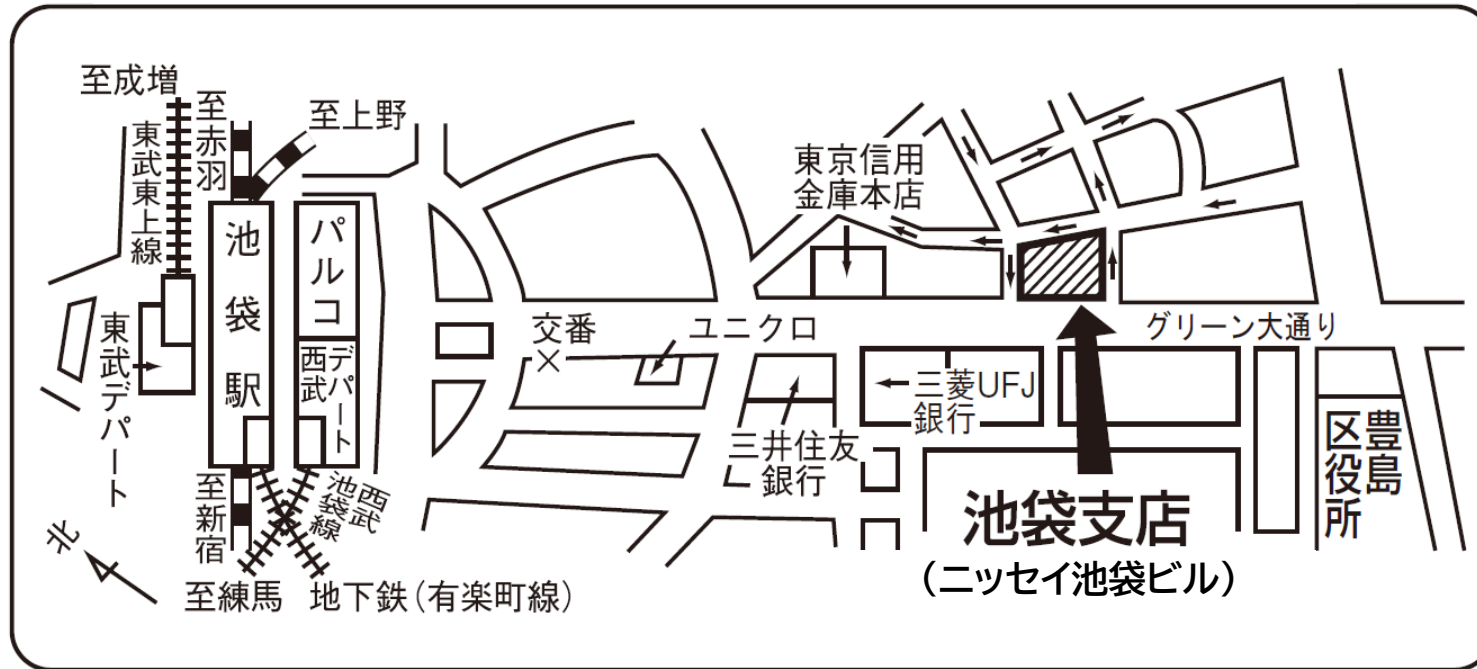 至成増
至赤羽
至上野
東武東上線
池袋駅
パルコ
西武
デパート
東武デパート
至新宿
西武
池袋線
北
至練馬
地下鉄(有楽町線)
交番
×
ユニクロ
東京信用
金庫本店
グリーン大通り
三井住友
銀行
三菱UFJ
銀行
豊島
区役所
池袋支店
(ニッセイ池袋ビル)